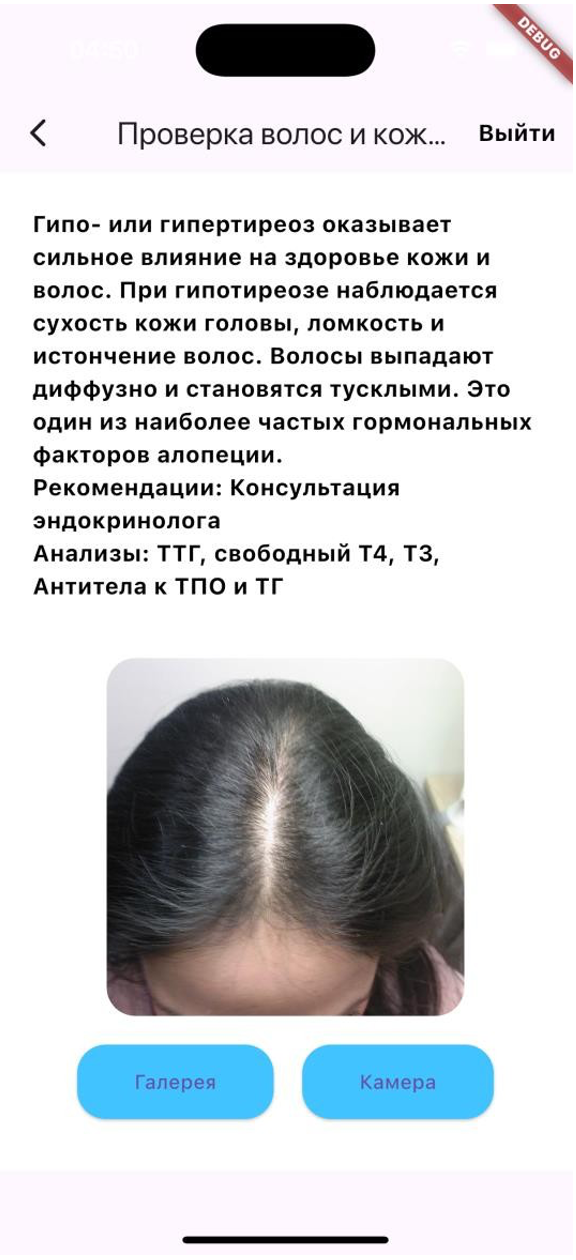 DEBUG
Проверка волос и кож...
Выйти
Гипо- или гипертиреоз оказывает
сильное влияние на здоровье кожи и
волос. При гипотиреозе наблюдается
сухость кожи головы, ломкость и
истончение волос. Волосы выпадают
диффузно и становятся тусклыми. Это
один из наиболее частых гормональных
факторов алопеции.
Рекомендации: Консультация
эндокринолога
Анализы: ТТГ, свободный Т4, Т3,
Антитела к ТПО и ТГ
Галерея
Камера